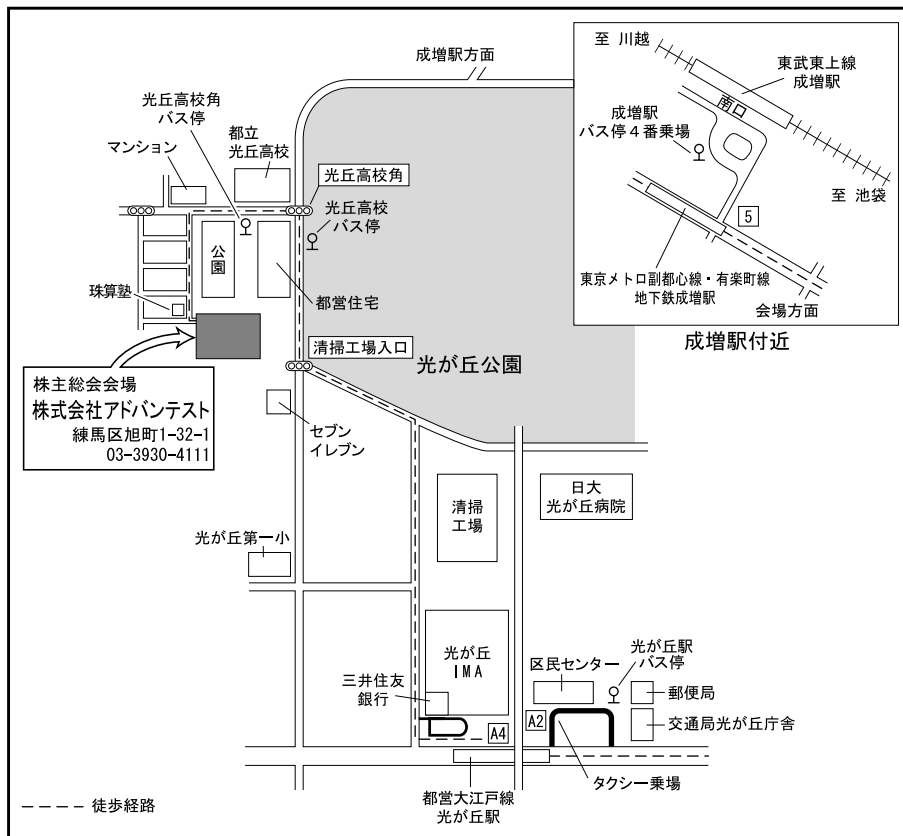 成増駅方面
光丘高校角
バス停
都立
光丘高校
マンション
光丘高校角
光丘高校
バス停
公園
珠算塾
都営住宅
清掃工場入口
光が丘公園
株主総会会場
株式会社アドバンテスト
練馬区旭町1-32-1
03-3930-4111
セブン
イレブン
清掃
工場
日大
光が丘病院
光が丘第一小
光が丘
IMA
三井住友
銀行
区民センター
光が丘駅
バス停
郵便局
交通局光が丘庁舎
A4
A2
タクシー乗場
都営大江戸線
光が丘駅
徒歩経路
至 川越
東武東上線
成増駅
南口
成増駅
バス停4番乗場
至 池袋
5
東京メトロ副都心線・有楽町線
地下鉄成増駅
会場方面
成増駅付近